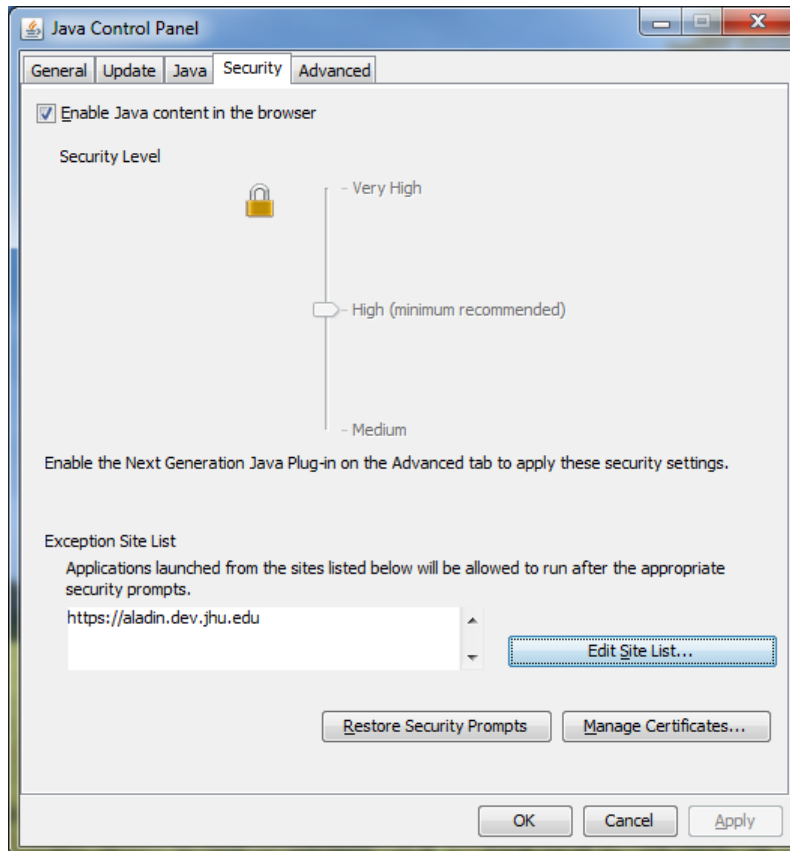 Java Control Panel
General Update Java Security Advanced
Enable Java content in the browser
Security Level
- Very High
- High (minimum recommended)
- Medium
Enable the Next Generation Java Plug-in on the Advanced tab to apply these security settings.
Exception Site List
Applications launched from the sites listed below will be allowed to run after the appropriate
security prompts.
https://aladin.dev.jhu.edu
Edit Site List...
Restore Security Prompts Manage Certificates...
OK Cancel Apply